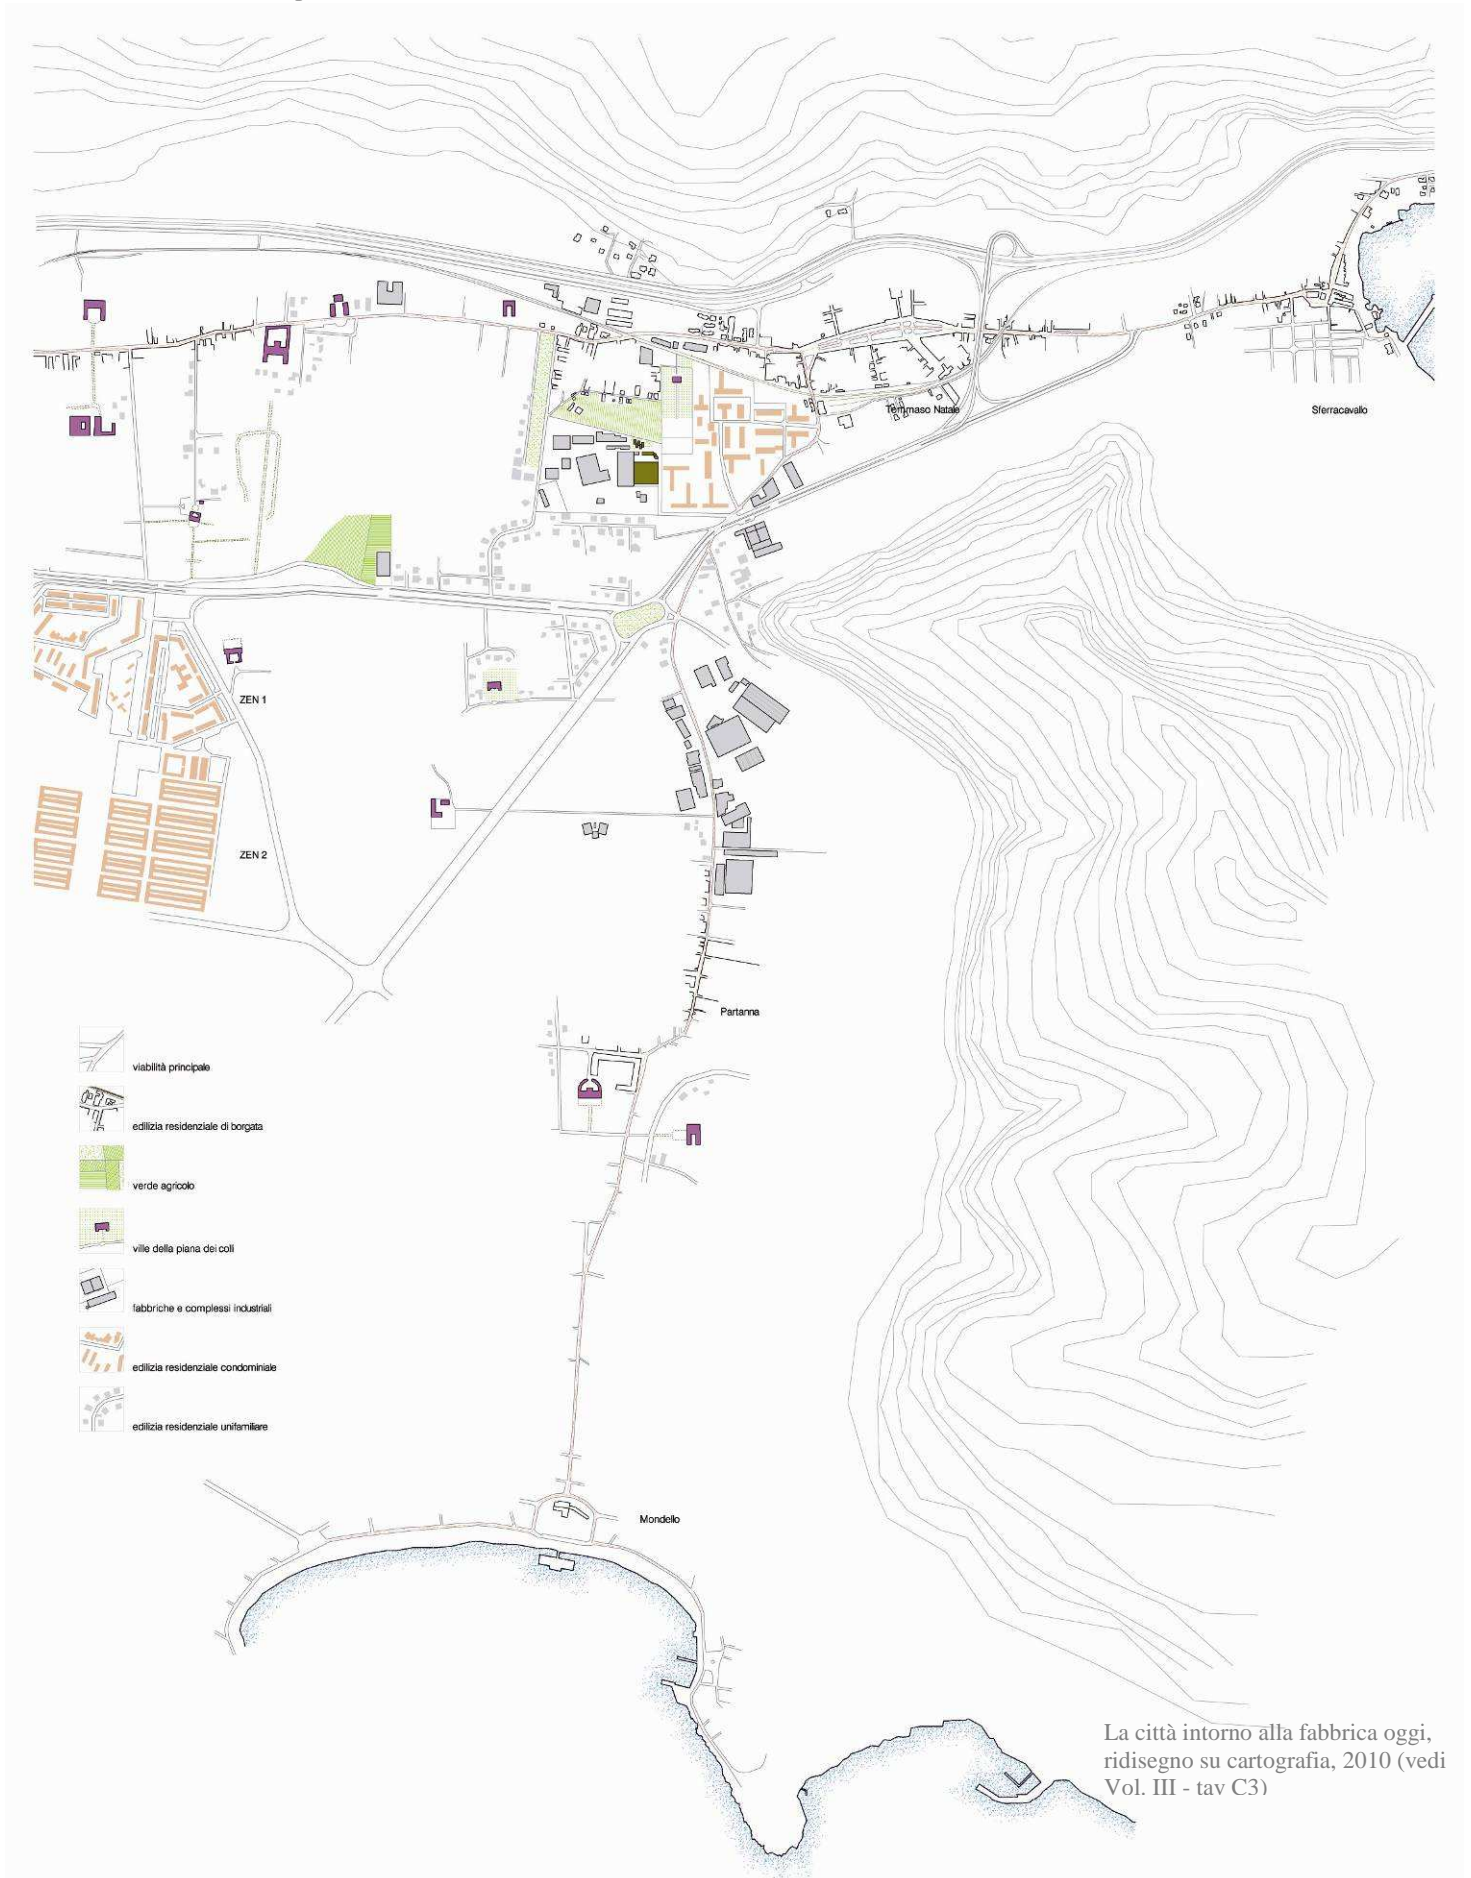 Tommaso Natale
Sferracavallo
ZEN 1
ZEN 2
Partanna
viabilità principale
edilizia residenziale di borgata
verde agricolo
ville della piana dei colli
fabbriche e complessi industriali
edilizia residenziale condominiale
edilizia residenziale unifamiliare
Mondello
La città intorno alla fabbrica oggi,
ridisegno su cartografia, 2010 (vedi
Vol. III - tav C3)